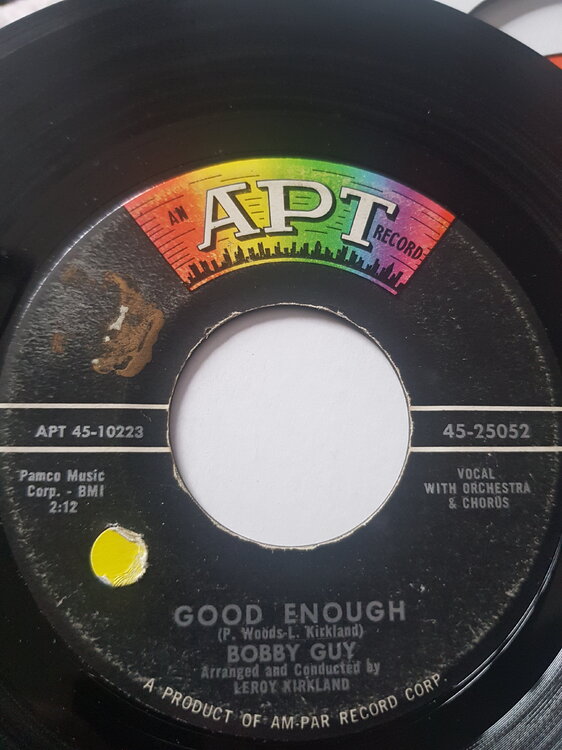 AN APT RECORD
APT 45-10223
45-25052
Pamco Music
Corp. - BMI
2:12
VOCAL
WITH ORCHESTRA
& CHORUS
GOOD ENOUGH
(P. Woods-L. Kirkland)
BOBBY GUY
Arranged and Conducted by
LEROY KIRKLAND
A PRODUCT OF AM-PAR RECORD CORP